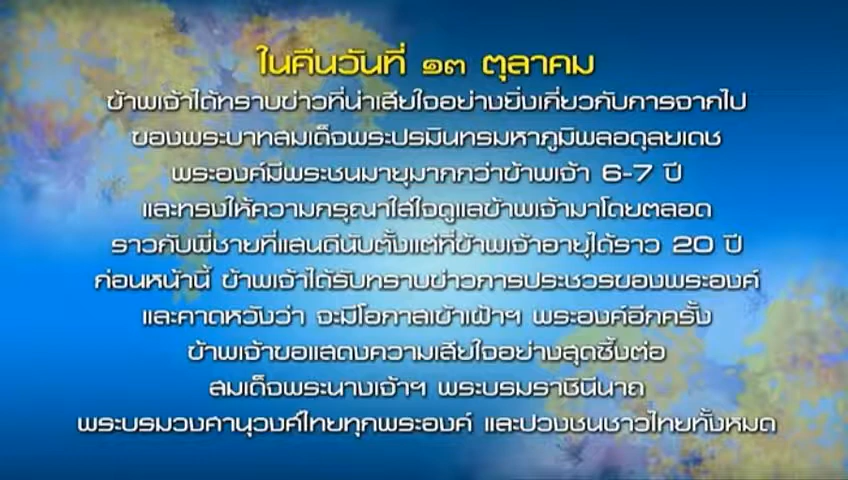 ในคืนวันที่ ๑๓ ตุลาคม
ข้าพเจ้าได้ทราบข่าวที่น่าเสียใจอย่างยิ่งเกี่ยวกับการจากไป
ของพระบาทสมเด็จพระปรมินทรมหาภูมิพลอดุลยเดช
พระองค์มีพระชนมายุมากกว่าข้าพเจ้า 6-7 ปี
และทรงให้ความกรุณาใส่ใจดูแลข้าพเจ้ามาโดยตลอด
ราวกับพี่ชายที่แสนดีนับตั้งแต่ที่ข้าพเจ้าอายุได้ราว 20 ปี
ก่อนหน้านี้ ข้าพเจ้าได้รับทราบข่าวการประชวรของพระองค์
และคาดหวังว่า จะมีโอกาสเข้าเฝ้าฯ พระองค์อีกครั้ง
ข้าพเจ้าขอแสดงความเสียใจอย่างสุดซึ้งต่อ
สมเด็จพระนางเจ้าฯ พระบรมราชินีนาถ
พระบรมวงศานุวงศ์ไทยทุกพระองค์ และปวงชนชาวไทยทั้งหมด